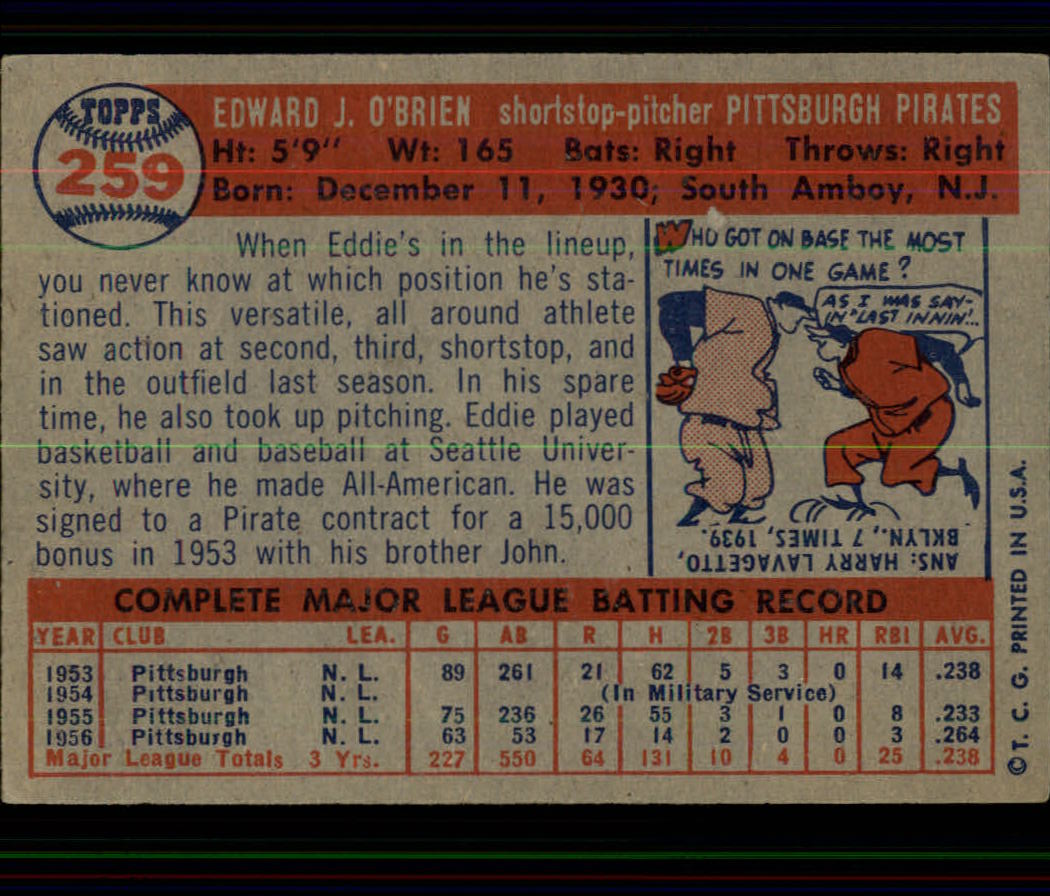 TOPPS
259
EDWARD J. O'BRIEN shortstop-pitcher PITTSBURGH PIRATES
Ht: 5'9" Wt: 165 Bats: Right Throws: Right
Born: December 11, 1930; South Amboy, N.J.
When Eddie's in the lineup,
you never know at which position he's sta-
tioned. This versatile, all around athlete
saw action at second, third, shortstop, and
in the outfield last season. In his spare
time, he also took up pitching. Eddie played
basketball and baseball at Seattle Univer-
sity, where he made All-American. He was
signed to a Pirate contract for a 15,000
bonus in 1953 with his brother John.
WHO GOT ON BASE THE MOST
TIMES IN ONE GAME?
AS I WAS SAY-
IN' LAST INNIN'...
ANS: HARRY LAVAGETTO,
BKLYN., 7 TIMES, 1939.
COMPLETE MAJOR LEAGUE BATTING RECORD
YEAR CLUB LEA. G AB R H 2B 3B HR RBI AVG.
1953 Pittsburgh N. L. 89 261 21 62 5 3 0 14 .238
1954 Pittsburgh N. L. (In Military Service)
1955 Pittsburgh N. L. 75 236 26 55 3 1 0 8 .233
1956 Pittsburgh N. L. 63 53 17 14 2 0 0 3 .264
Major League Totals 3 Yrs. 227 550 64 131 10 4 0 25 .238
© T. C. G. PRINTED IN U.S.A.